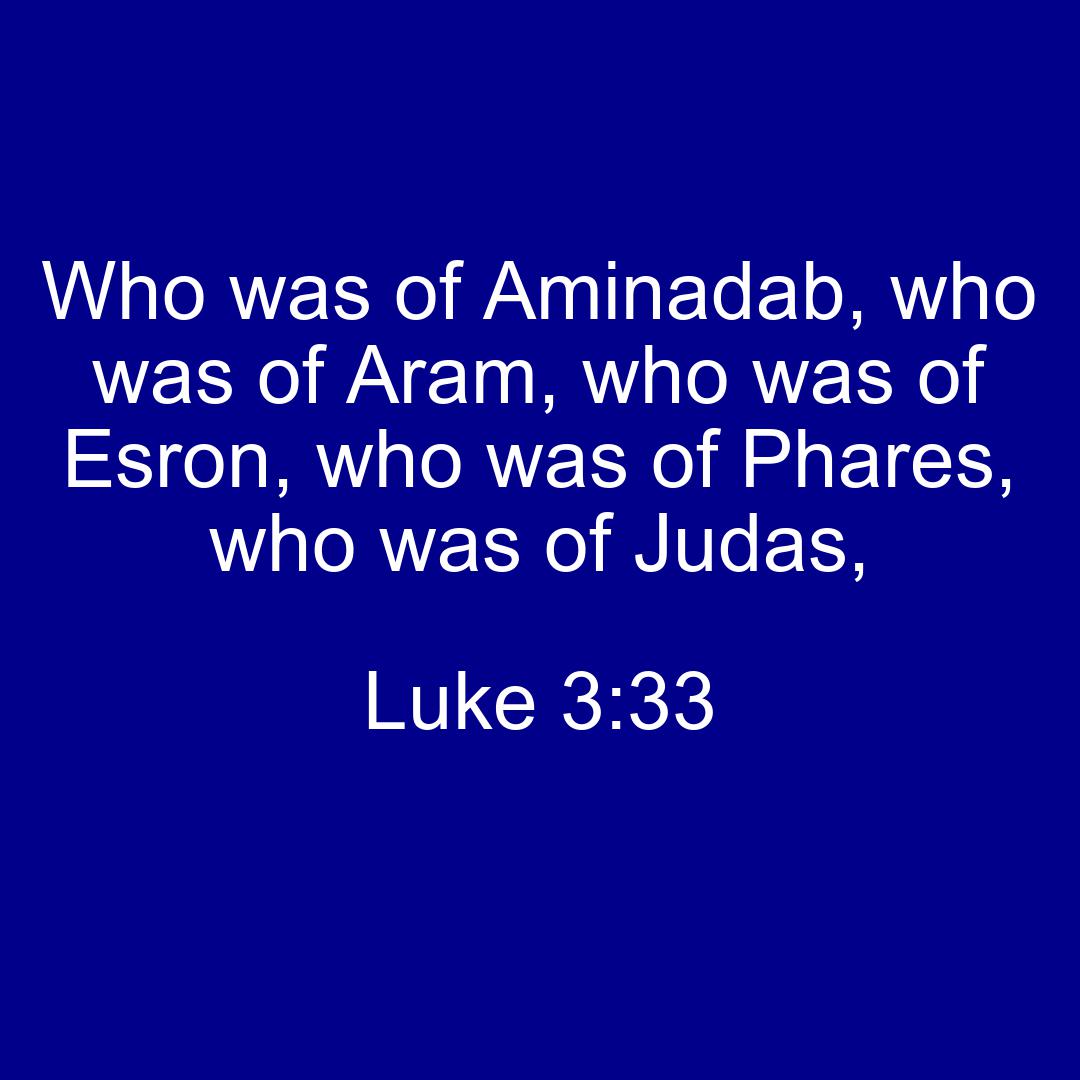 Who was of Aminadab, who
was of Aram, who was of
Esron, who was of Phares,
who was of Judas,
Luke 3:33